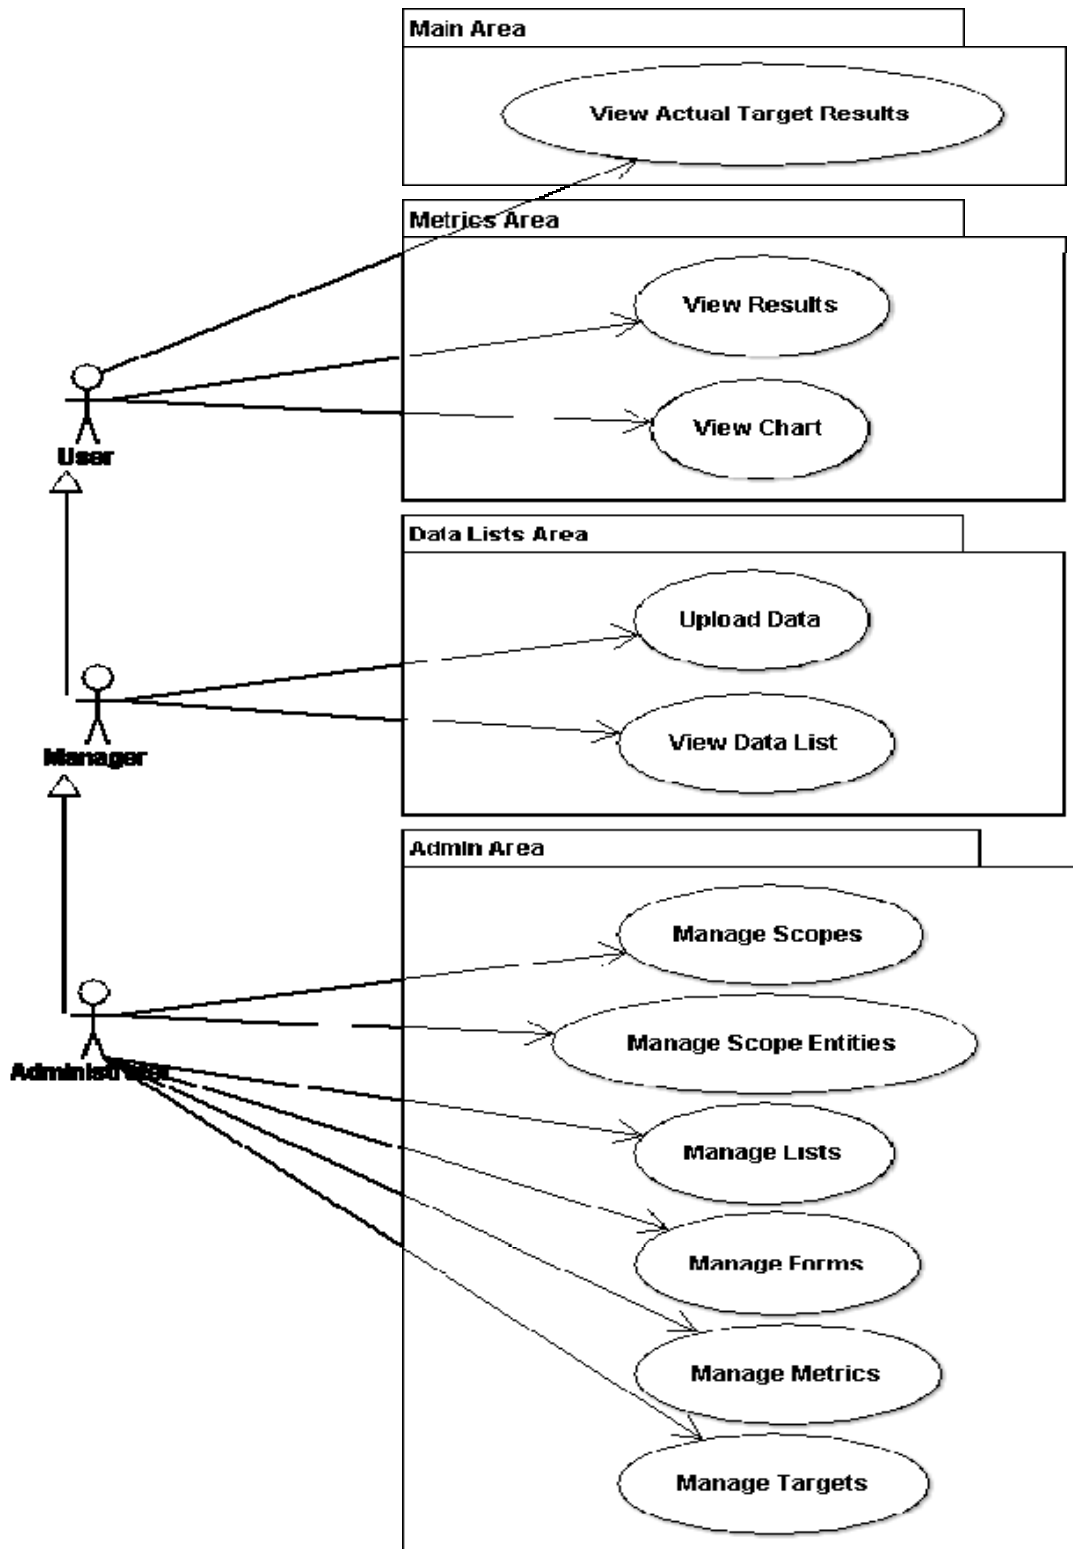 Main Area
View Actual Target Results
Metrics Area
View Results
View Chart
User
Data Lists Area
Upload Data
View Data List
Manager
Admin Area
Manage Scopes
Manage Scope Entities
Administrator
Manage Lists
Manage Forms
Manage Metrics
Manage Targets